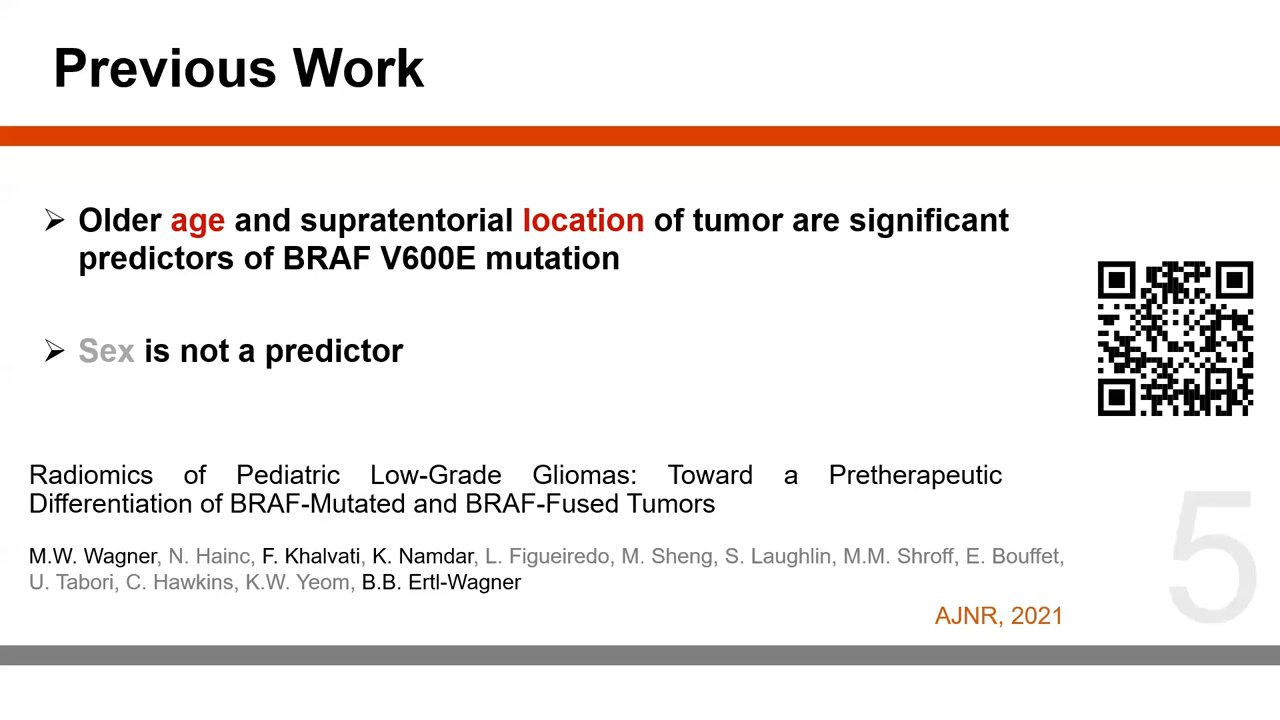 Previous Work
➢ Older age and supratentorial location of tumor are significant
predictors of BRAF V600E mutation
➢ Sex is not a predictor
Radiomics of Pediatric Low-Grade Gliomas: Toward a Pretherapeutic
Differentiation of BRAF-Mutated and BRAF-Fused Tumors
M.W. Wagner, N. Hainc, F. Khalvati, K. Namdar, L. Figueiredo, M. Sheng, S. Laughlin, M.M. Shroff, E. Bouffet,
U. Tabori, C. Hawkins, K.W. Yeom, B.B. Ertl-Wagner
AJNR, 2021
5